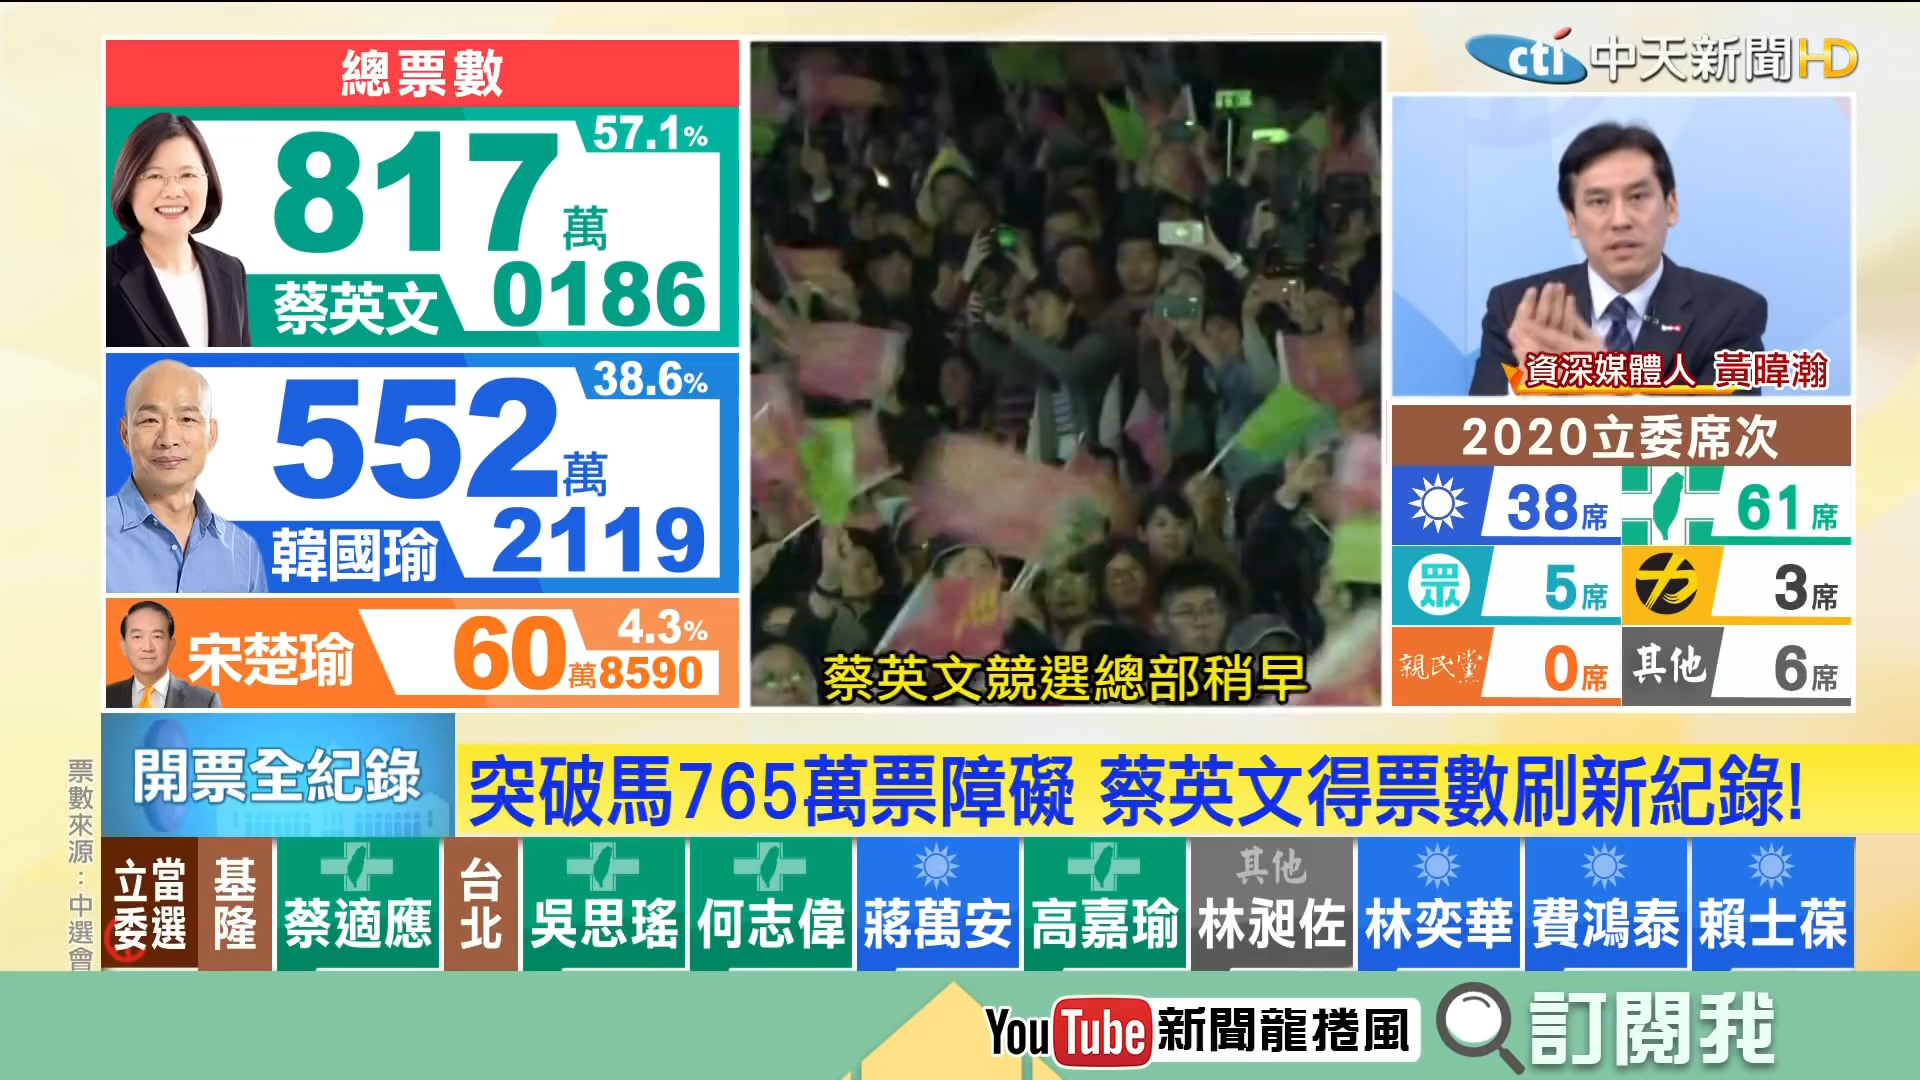 總票數
57.1%
817萬
0186
蔡英文
38.6%
552萬
2119
韓國瑜
宋楚瑜
4.3%
60萬8590
蔡英文競選總部稍早
cti 中天新聞HD
資深媒體人 黃暐瀚
2020立委席次
38席
61席
眾
5席
力
3席
親民黨
0席
其他
6席
開票全紀錄
突破馬765萬票障礙 蔡英文得票數刷新紀錄!
票數來源：中選會
立委
當選
基隆
蔡適應
台北
吳思瑤
何志偉
蔣萬安
高嘉瑜
其他
林昶佐
林奕華
費鴻泰
賴士葆
YouTube 新聞龍捲風
訂閱我